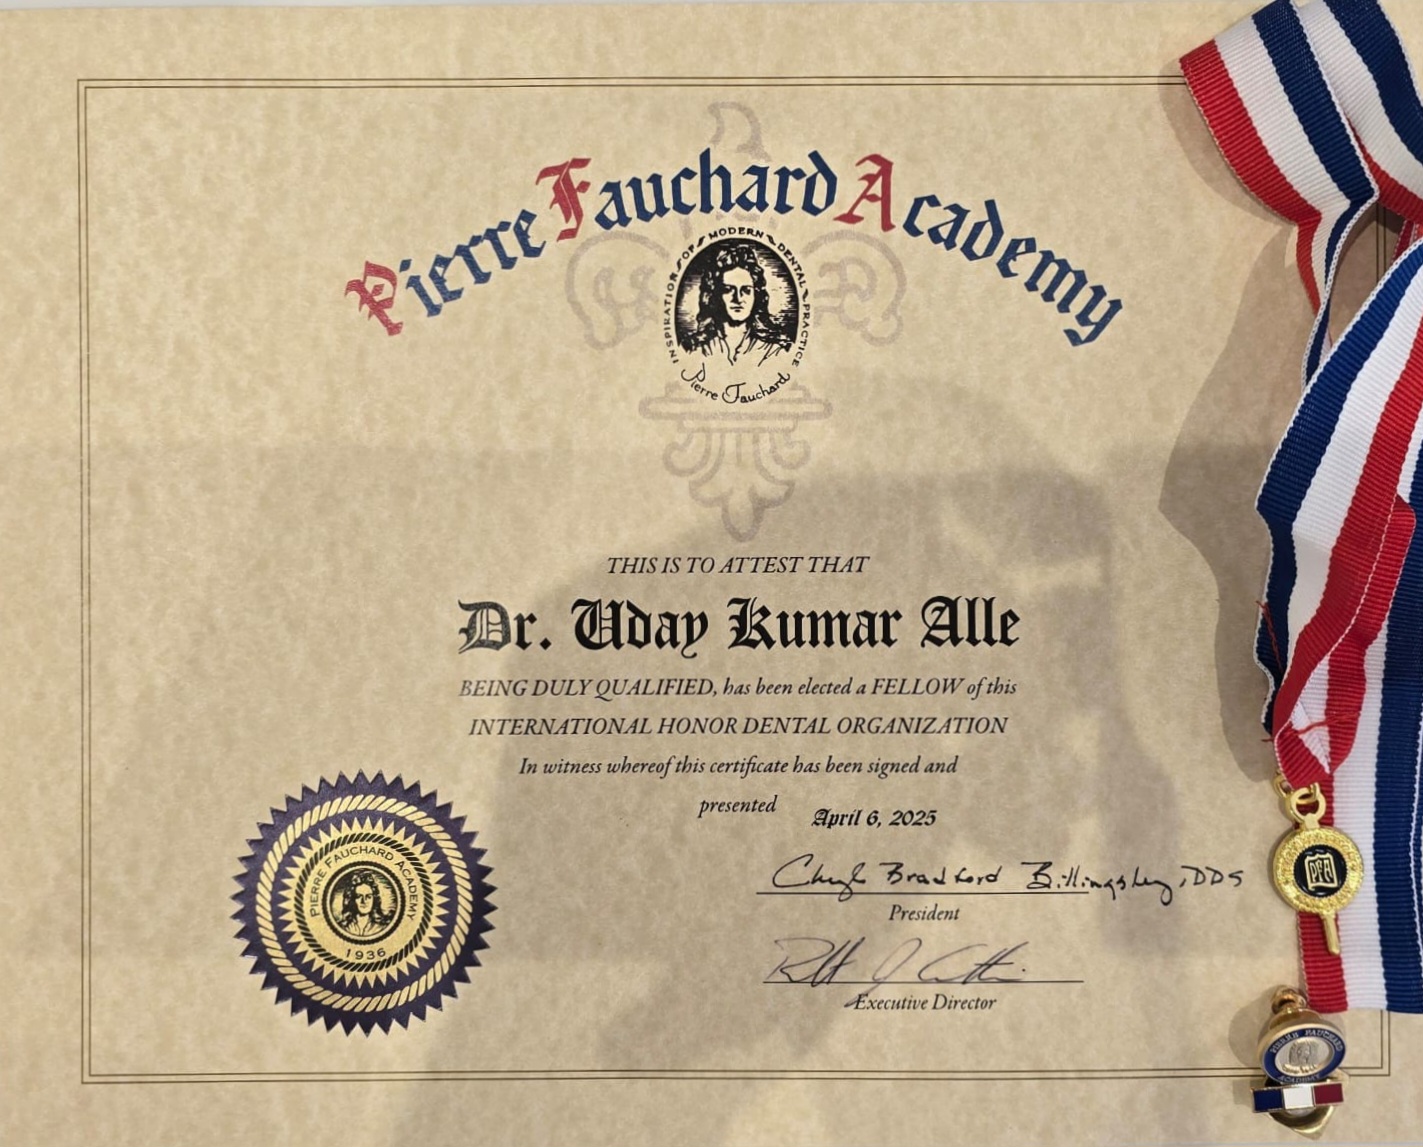 Pierre Fauchard Academy
INSPIRATION OF MODERN DENTAL PRACTICE
Pierre Fauchard
THIS IS TO ATTEST THAT
Dr. Uday Kumar Alle
BEING DULY QUALIFIED, has been elected a FELLOW of this
INTERNATIONAL HONOR DENTAL ORGANIZATION
In witness whereof this certificate has been signed and
presented April 6, 2025
Cheryl Bradford Billingsley, DDS
President
Executive Director
PIERRE FAUCHARD ACADEMY
1936
PFA
PIERRE FAUCHARD
ACADEMY